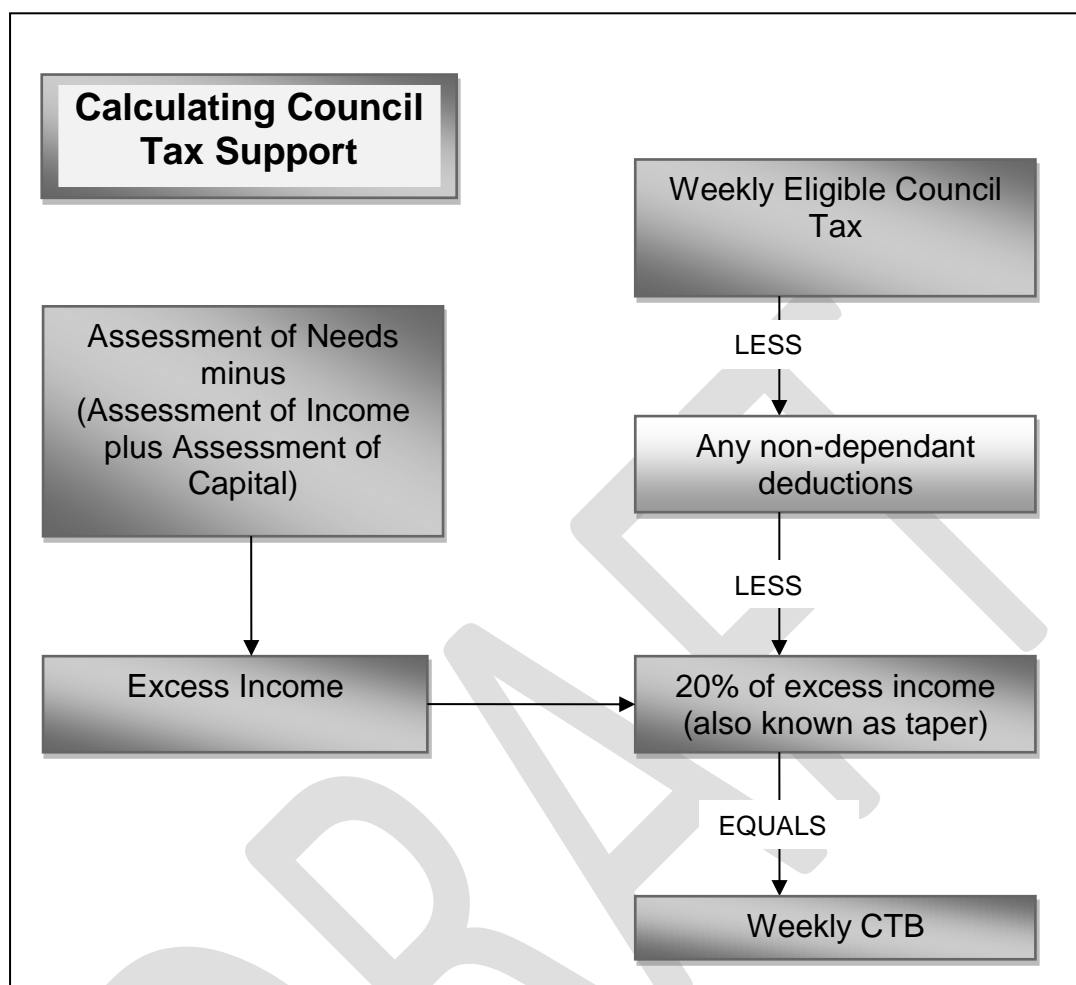 Calculating Council
Tax Support
Weekly Eligible Council
Tax
Assessment of Needs
minus
(Assessment of Income
plus Assessment of
Capital)
LESS
Any non-dependant
deductions
LESS
Excess Income
20% of excess income
(also known as taper)
EQUALS
Weekly CTB
DRAFT